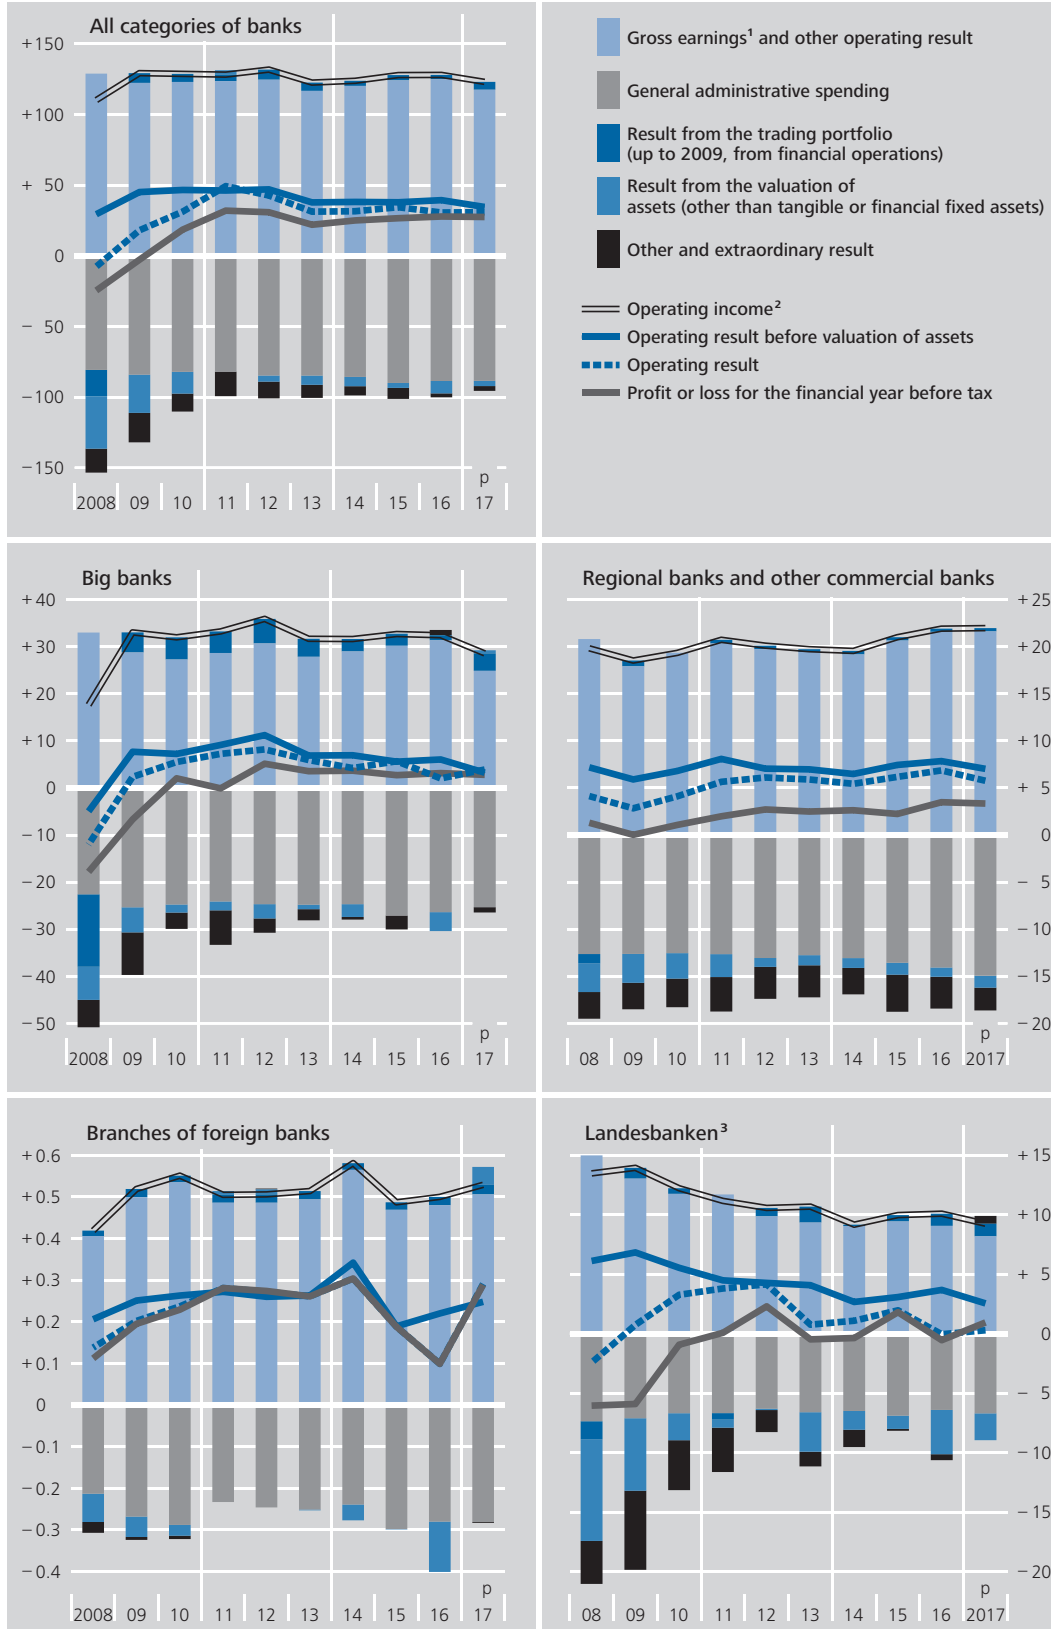 All categories of banks
+ 150
+ 100
+ 50
0
− 50
− 100
− 150
p
2008 09 10 11 12 13 14 15 16 17
Gross earnings¹ and other operating result
General administrative spending
Result from the trading portfolio
(up to 2009, from financial operations)
Result from the valuation of
assets (other than tangible or financial fixed assets)
Other and extraordinary result
Operating income²
Operating result before valuation of assets
Operating result
Profit or loss for the financial year before tax
Big banks
+ 40
+ 30
+ 20
+ 10
0
− 10
− 20
− 30
− 40
− 50
p
2008 09 10 11 12 13 14 15 16 17
Regional banks and other commercial banks
+ 25
+ 20
+ 15
+ 10
+ 5
0
− 5
− 10
− 15
− 20
p
08 09 10 11 12 13 14 15 16 2017
Branches of foreign banks
+ 0.6
+ 0.5
+ 0.4
+ 0.3
+ 0.2
+ 0.1
0
− 0.1
− 0.2
− 0.3
− 0.4
p
2008 09 10 11 12 13 14 15 16 17
Landesbanken³
+ 15
+ 10
+ 5
0
− 5
− 10
− 15
− 20
p
08 09 10 11 12 13 14 15 16 2017